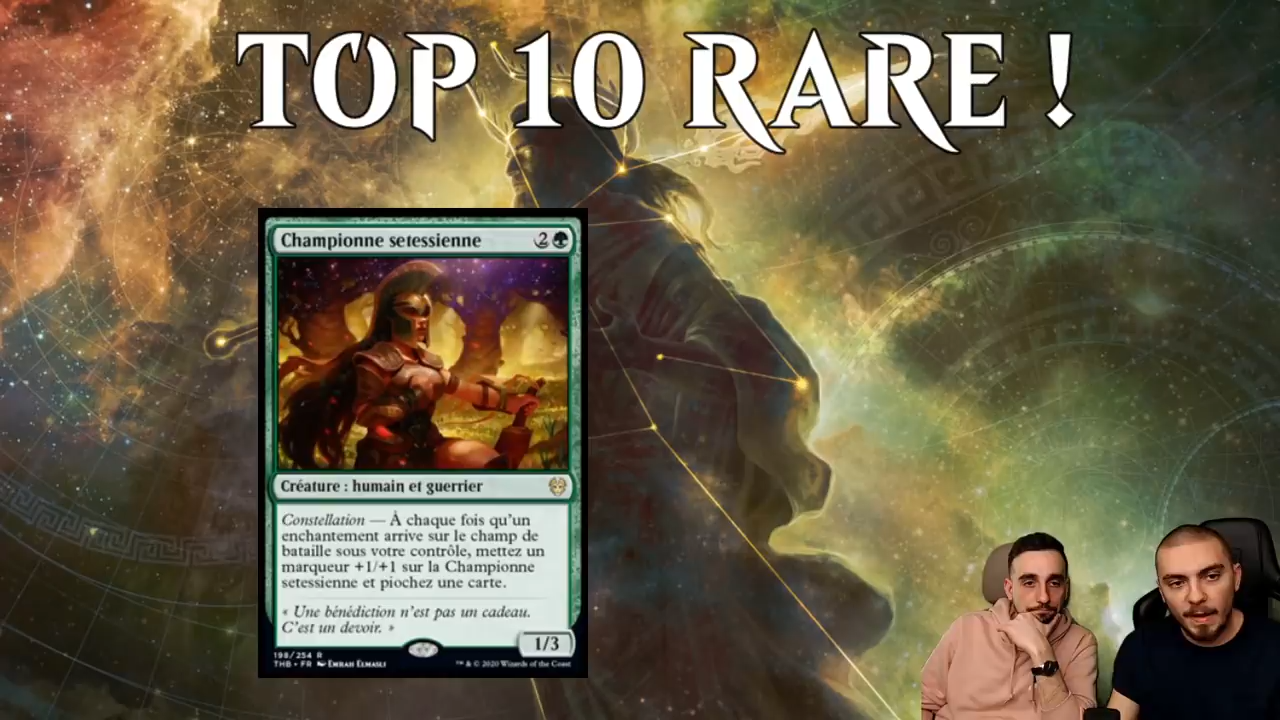 TOP 10 RARE !
Championne setessienne 2
Créature : humain et guerrier
Constellation — À chaque fois qu'un
enchantement arrive sur le champ de
bataille sous votre contrôle, mettez un
marqueur +1/+1 sur la Championne
setessienne et piochez une carte.
« Une bénédiction n'est pas un cadeau.
C'est un devoir. »
1/3
198/254 R
THB • FR Emrah Elmasli
™ & © 2020 Wizards of the Coast